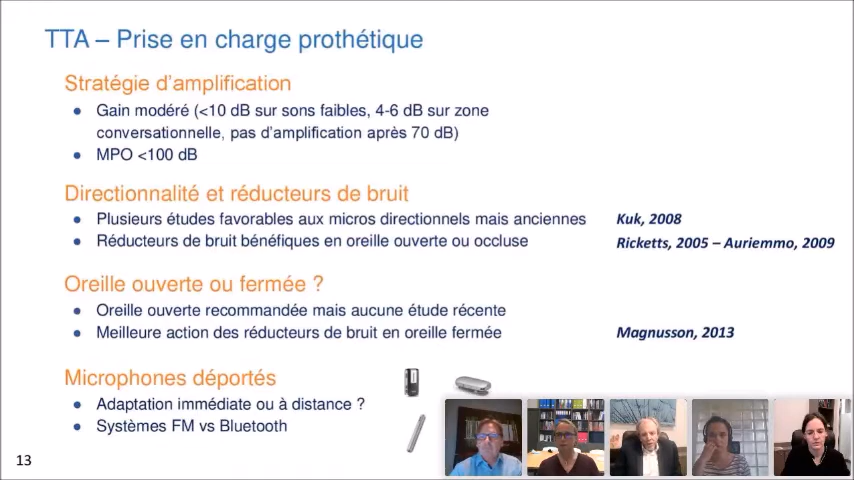 TTA – Prise en charge prothétique
Stratégie d’amplification
● Gain modéré (<10 dB sur sons faibles, 4-6 dB sur zone
conversationnelle, pas d’amplification après 70 dB)
● MPO <100 dB
Directionnalité et réducteurs de bruit
● Plusieurs études favorables aux micros directionnels mais anciennes Kuk, 2008
● Réducteurs de bruit bénéfiques en oreille ouverte ou occluse Ricketts, 2005 – Auriemmo, 2009
Oreille ouverte ou fermée ?
● Oreille ouverte recommandée mais aucune étude récente
● Meilleure action des réducteurs de bruit en oreille fermée Magnusson, 2013
Microphones déportés
● Adaptation immédiate ou à distance ?
● Systèmes FM vs Bluetooth
13